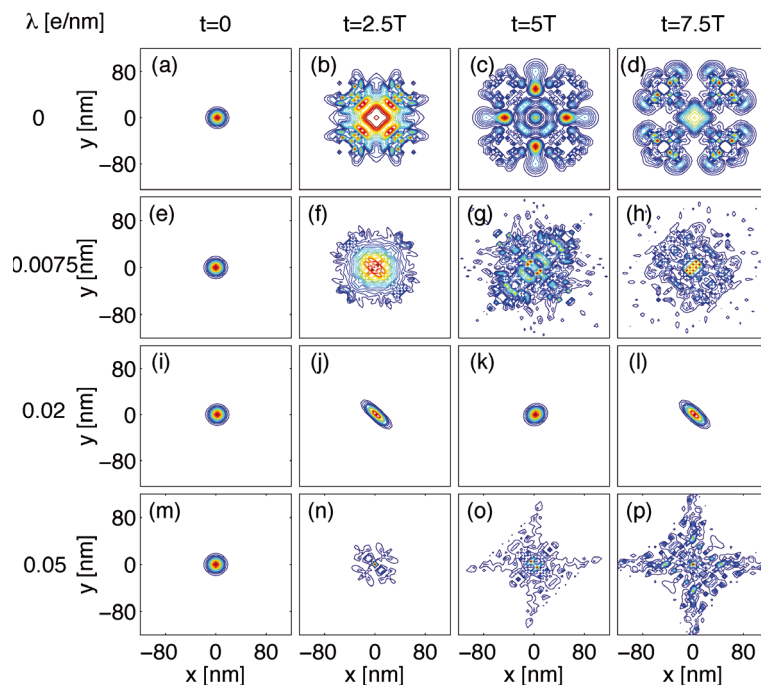 λ [e/nm] t=0 t=2.5T t=5T t=7.5T
(a) (b) (c) (d)
80
0 y [nm] 0
−80
(e) (f) (g) (h)
80
0.0075 y [nm] 0
−80
(i) (j) (k) (l)
80
0.02 y [nm] 0
−80
(m) (n) (o) (p)
80
0.05 y [nm] 0
−80
−80 0 80 −80 0 80 −80 0 80 −80 0 80
x [nm] x [nm] x [nm] x [nm]